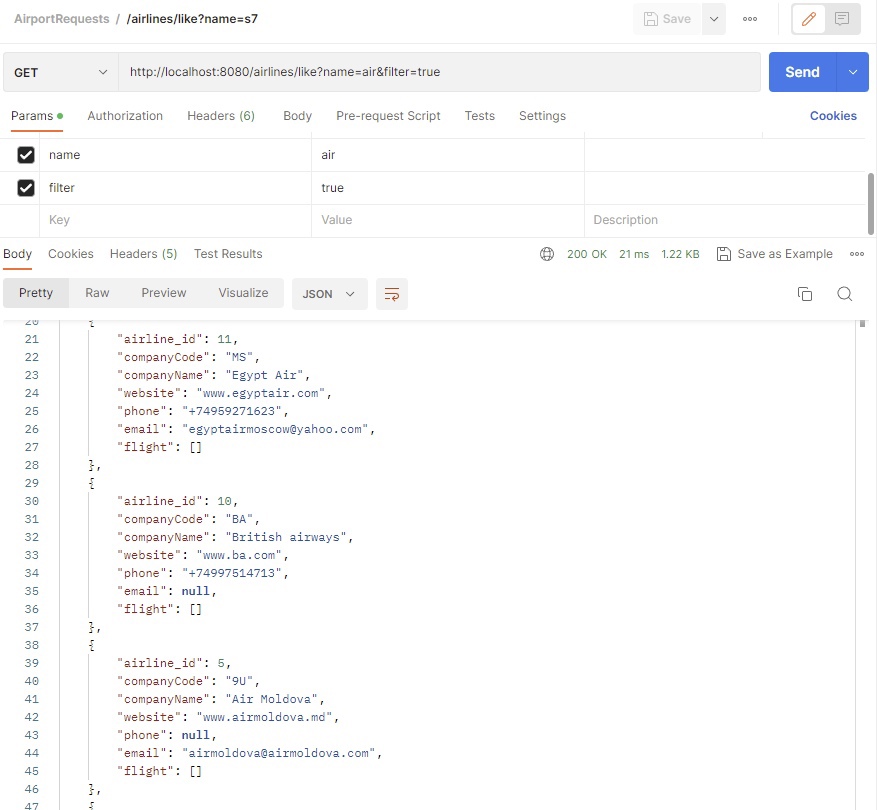 AirportRequests / /airlines/like?name=s7
Save
GET http://localhost:8080/airlines/like?name=air&filter=true Send
Params Authorization Headers (6) Body Pre-request Script Tests Settings Cookies
name air
filter true
Key Value Description
Body Cookies Headers (5) Test Results 200 OK 21 ms 1.22 KB Save as Example
Pretty Raw Preview Visualize JSON
20 {
21 "airline_id": 11,
22 "companyCode": "MS",
23 "companyName": "Egypt Air",
24 "website": "www.egyptair.com",
25 "phone": "+74959271623",
26 "email": "egyptairmoscow@yahoo.com",
27 "flight": []
28 },
29 {
30 "airline_id": 10,
31 "companyCode": "BA",
32 "companyName": "British airways",
33 "website": "www.ba.com",
34 "phone": "+74997514713",
35 "email": null,
36 "flight": []
37 },
38 {
39 "airline_id": 5,
40 "companyCode": "9U",
41 "companyName": "Air Moldova",
42 "website": "www.airmoldova.md",
43 "phone": null,
44 "email": "airmoldova@airmoldova.com",
45 "flight": []
46 },
47 {